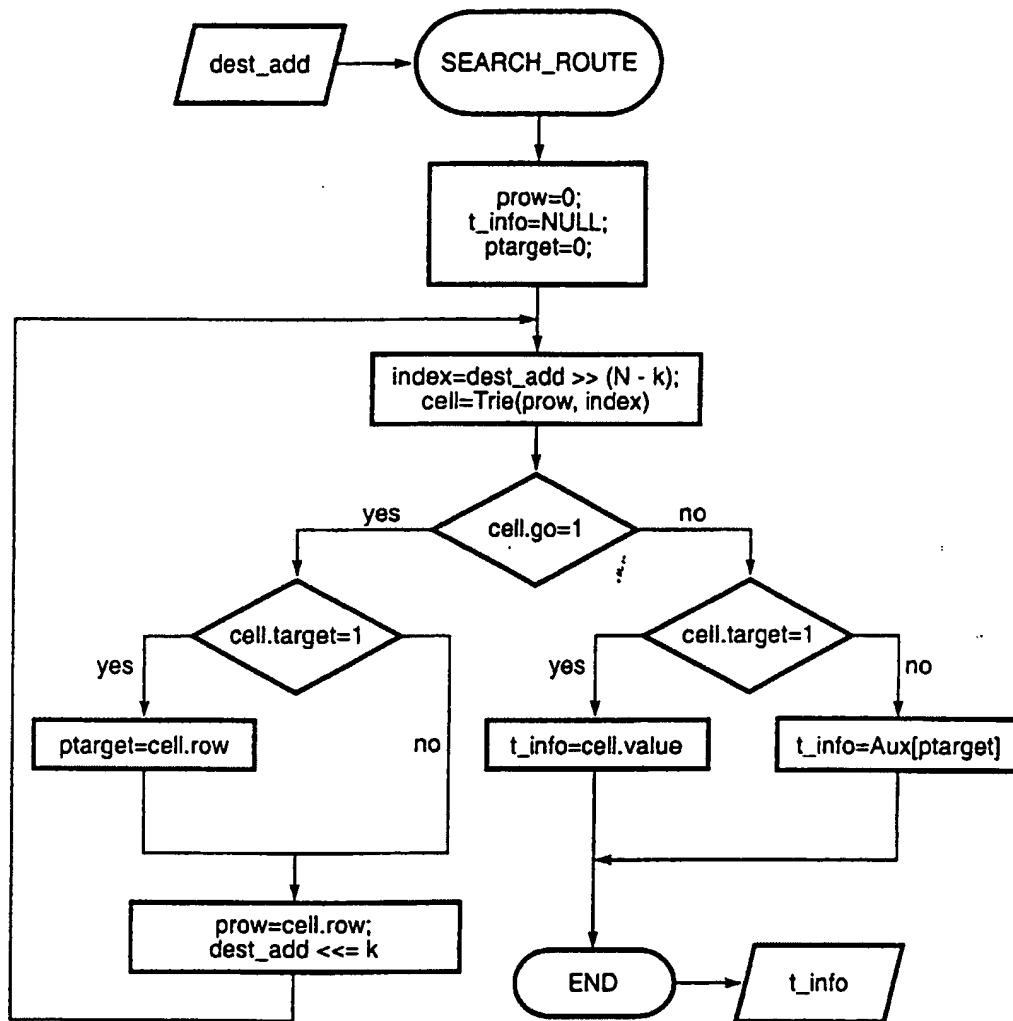 dest_add
SEARCH_ROUTE
prow=0;
t_info=NULL;
ptarget=0;
index=dest_add >> (N - k);
cell=Trie(prow, index)
cell.go=1
yes
no
cell.target=1
yes
no
ptarget=cell.row
cell.target=1
yes
no
t_info=cell.value
t_info=Aux[ptarget]
prow=cell.row;
dest_add <<= k
END
t_info